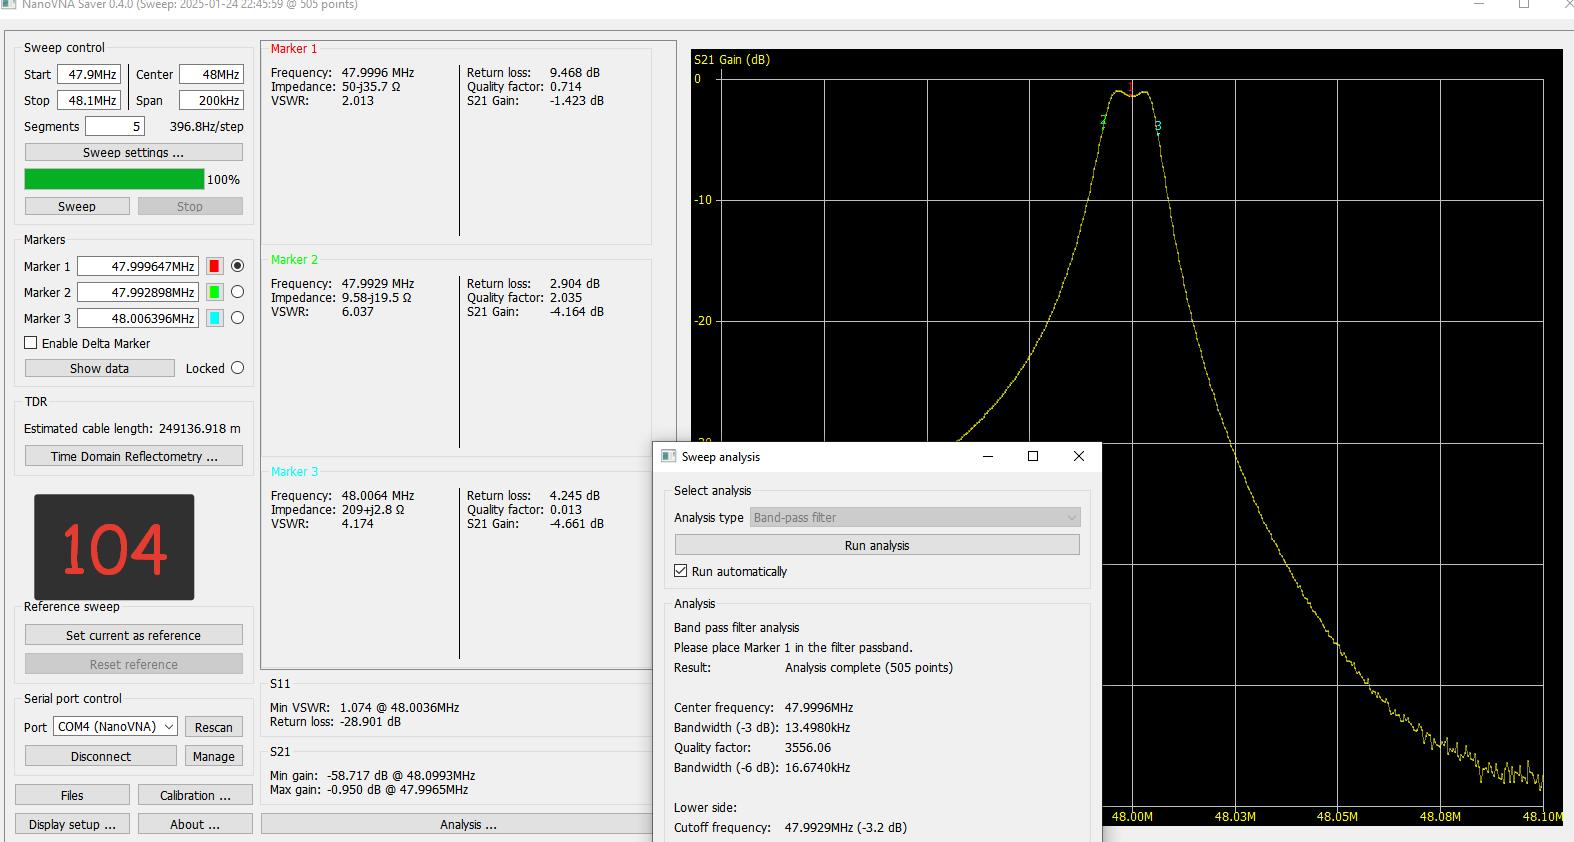 NanoVNA Saver 0.4.0 (Sweep: 2025-01-24 22:45:59 @ 505 points)
Sweep control
Start 47.9MHz Center 48MHz
Stop 48.1MHz Span 200kHz
Segments 5 396.8Hz/step
Sweep settings ...
100%
Sweep Stop
Markers
Marker 1 47.999647MHz
Marker 2 47.992898MHz
Marker 3 48.006396MHz
Enable Delta Marker
Show data Locked
TDR
Estimated cable length: 249136.918 m
Time Domain Reflectometry ...
104
Reference sweep
Set current as reference
Reset reference
Serial port control
Port COM4 (NanoVNA) Rescan
Disconnect Manage
Files Calibration ...
Display setup ... About ...
Marker 1
Frequency: 47.9996 MHz Return loss: 9.468 dB
Impedance: 50-j35.7 Ω Quality factor: 0.714
VSWR: 2.013 S21 Gain: -1.423 dB
Marker 2
Frequency: 47.9929 MHz Return loss: 2.904 dB
Impedance: 9.58-j19.5 Ω Quality factor: 2.035
VSWR: 6.037 S21 Gain: -4.164 dB
Marker 3
Frequency: 48.0064 MHz Return loss: 4.245 dB
Impedance: 209+j2.8 Ω Quality factor: 0.013
VSWR: 4.174 S21 Gain: -4.661 dB
S11
Min VSWR: 1.074 @ 48.0036MHz
Return loss: -28.901 dB
S21
Min gain: -58.717 dB @ 48.0993MHz
Max gain: -0.950 dB @ 47.9965MHz
Analysis ...
S21 Gain (dB)
0
1
2
3
-10
-20
Sweep analysis
Select analysis
Analysis type Band-pass filter
Run analysis
Run automatically
Analysis
Band pass filter analysis
Please place Marker 1 in the filter passband.
Result: Analysis complete (505 points)
Center frequency: 47.9996MHz
Bandwidth (-3 dB): 13.4980kHz
Quality factor: 3556.06
Bandwidth (-6 dB): 16.6740kHz
Lower side:
Cutoff frequency: 47.9929MHz (-3.2 dB)
48.00M 48.03M 48.05M 48.08M 48.10M